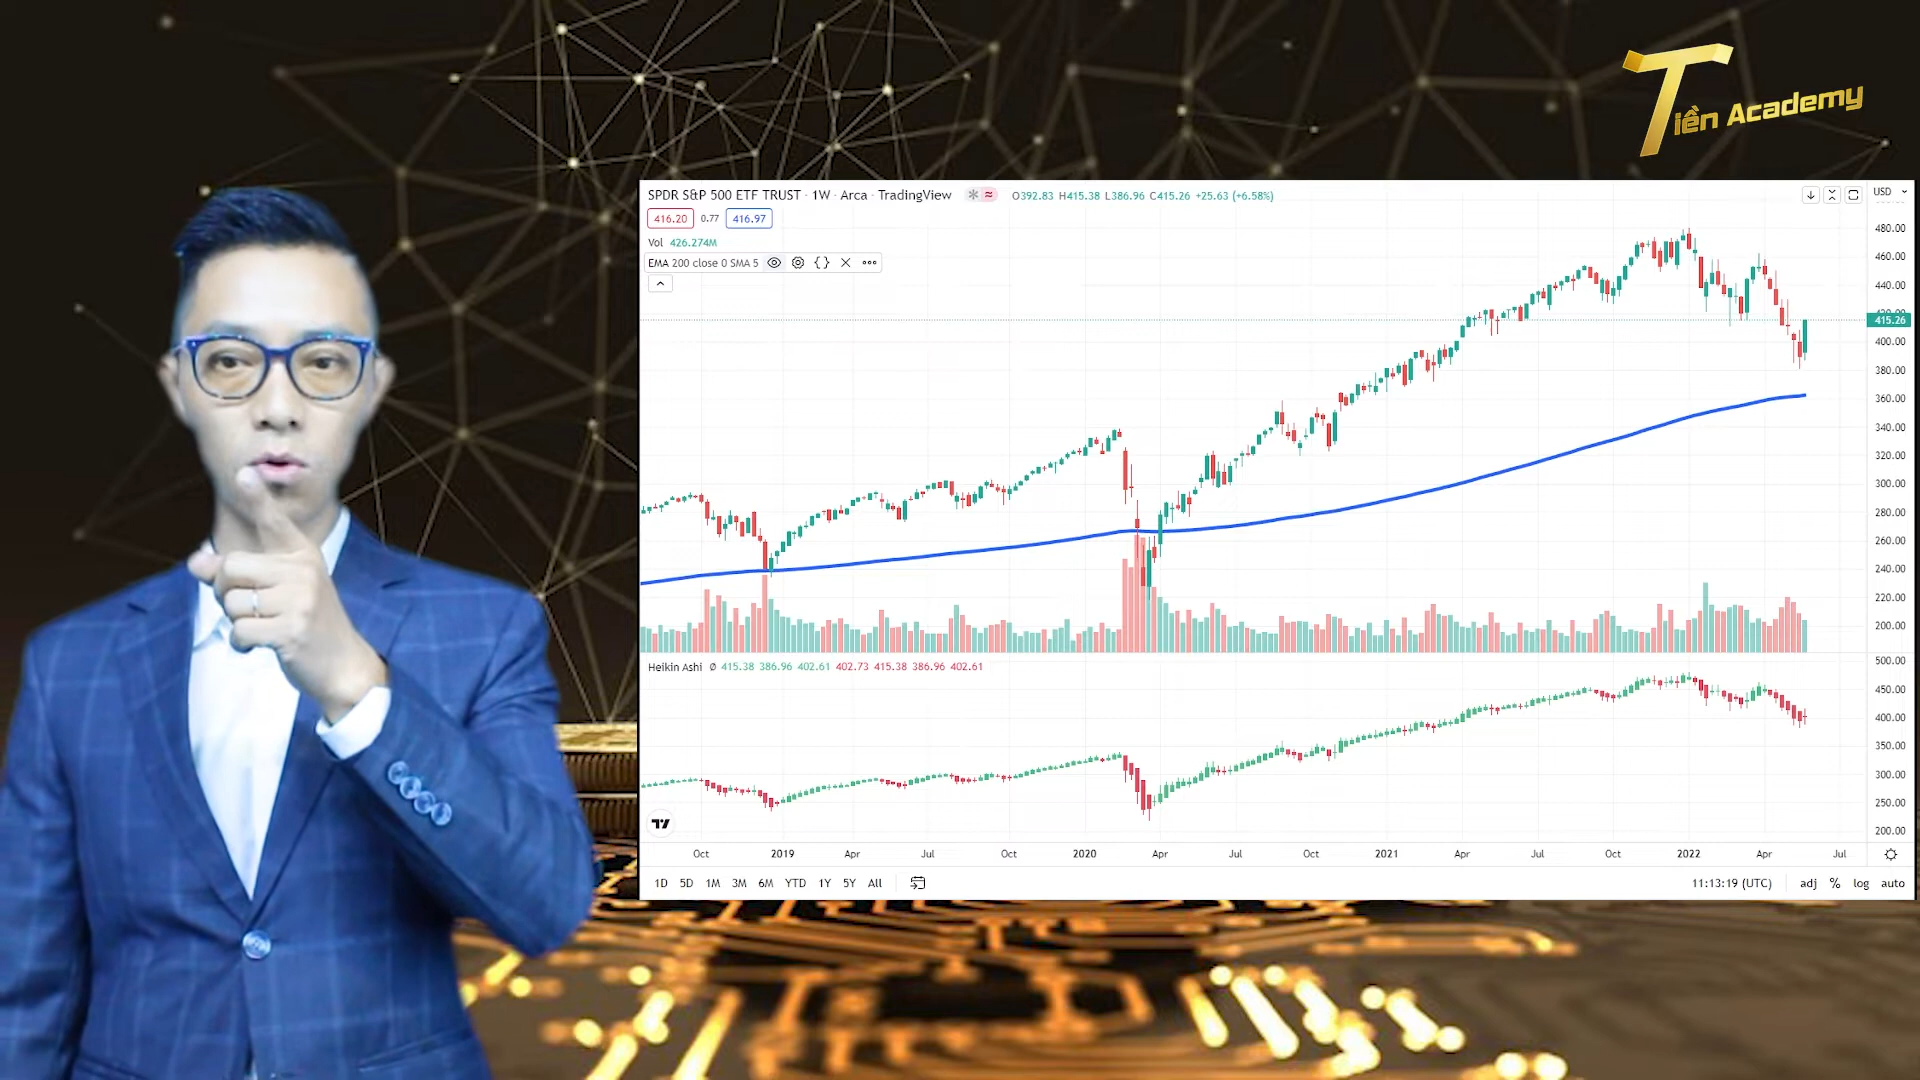 Tiền Academy
SPDR S&P 500 ETF TRUST · 1W · Arca · TradingView O392.83 H415.38 L386.96 C415.26 +25.63 (+6.58%)
USD
416.20 0.77 416.97
Vol 426.274M
EMA 200 close 0 SMA 5
480.00
460.00
440.00
420.00
415.26
400.00
380.00
360.00
340.00
320.00
300.00
280.00
260.00
240.00
220.00
200.00
Heikin Ashi Ø 415.38 386.96 402.61 402.73 415.38 386.96 402.61
500.00
450.00
400.00
350.00
300.00
250.00
200.00
Oct 2019 Apr Jul Oct 2020 Apr Jul Oct 2021 Apr Jul Oct 2022 Apr Jul
1D 5D 1M 3M 6M YTD 1Y 5Y All 11:13:19 (UTC) adj % log auto